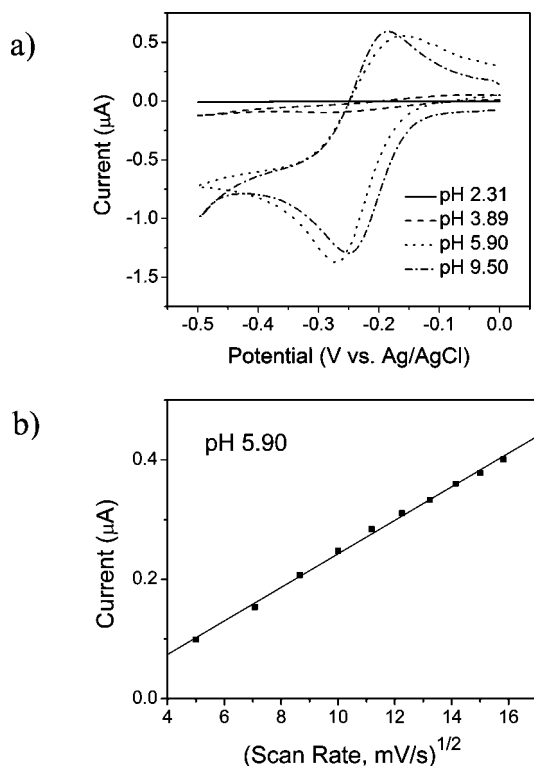 a)
0.5
0.0
-0.5
-1.0
-1.5
Current (μA)
pH 2.31
pH 3.89
pH 5.90
pH 9.50
-0.5 -0.4 -0.3 -0.2 -0.1 0.0
Potential (V vs. Ag/AgCl)
b)
pH 5.90
0.4
0.2
0.0
Current (μA)
4 6 8 10 12 14 16
(Scan Rate, mV/s)1/2